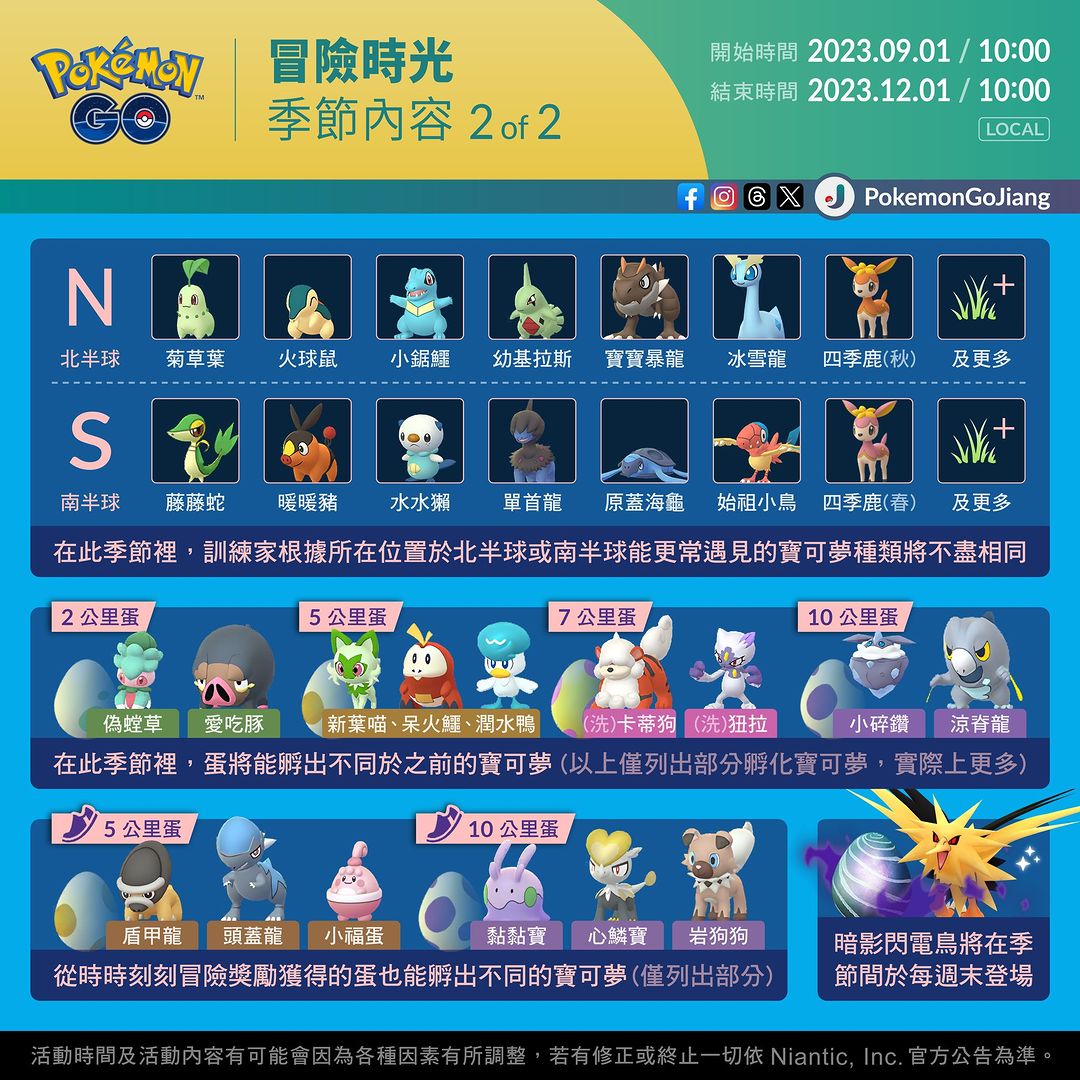 POKÉMON GO TM
冒險時光
季節內容 2 of 2
開始時間 2023.09.01 / 10:00
結束時間 2023.12.01 / 10:00
LOCAL
PokemonGoJiang
N
北半球
菊草葉 火球鼠 小鋸鱷 幼基拉斯 寶寶暴龍 冰雪龍 四季鹿(秋) 及更多
S
南半球
藤藤蛇 暖暖豬 水水獺 單首龍 原蓋海龜 始祖小鳥 四季鹿(春) 及更多
在此季節裡，訓練家根據所在位置於北半球或南半球能更常遇見的寶可夢種類將不盡相同
2 公里蛋 5 公里蛋 7 公里蛋 10 公里蛋
偽螳草 愛吃豚 新葉喵、呆火鱷、潤水鴨 (洗)卡蒂狗 (洗)狃拉 小碎鑽 涼脊龍
在此季節裡，蛋將能孵出不同於之前的寶可夢 (以上僅列出部分孵化寶可夢，實際上更多)
5 公里蛋 10 公里蛋
盾甲龍 頭蓋龍 小福蛋 黏黏寶 心鱗寶 岩狗狗
從時時刻刻冒險獎勵獲得的蛋也能孵出不同的寶可夢 (僅列出部分)
暗影閃電鳥將在季
節間於每週末登場
活動時間及活動內容有可能會因為各種因素有所調整，若有修正或終止一切依 Niantic, Inc. 官方公告為準。